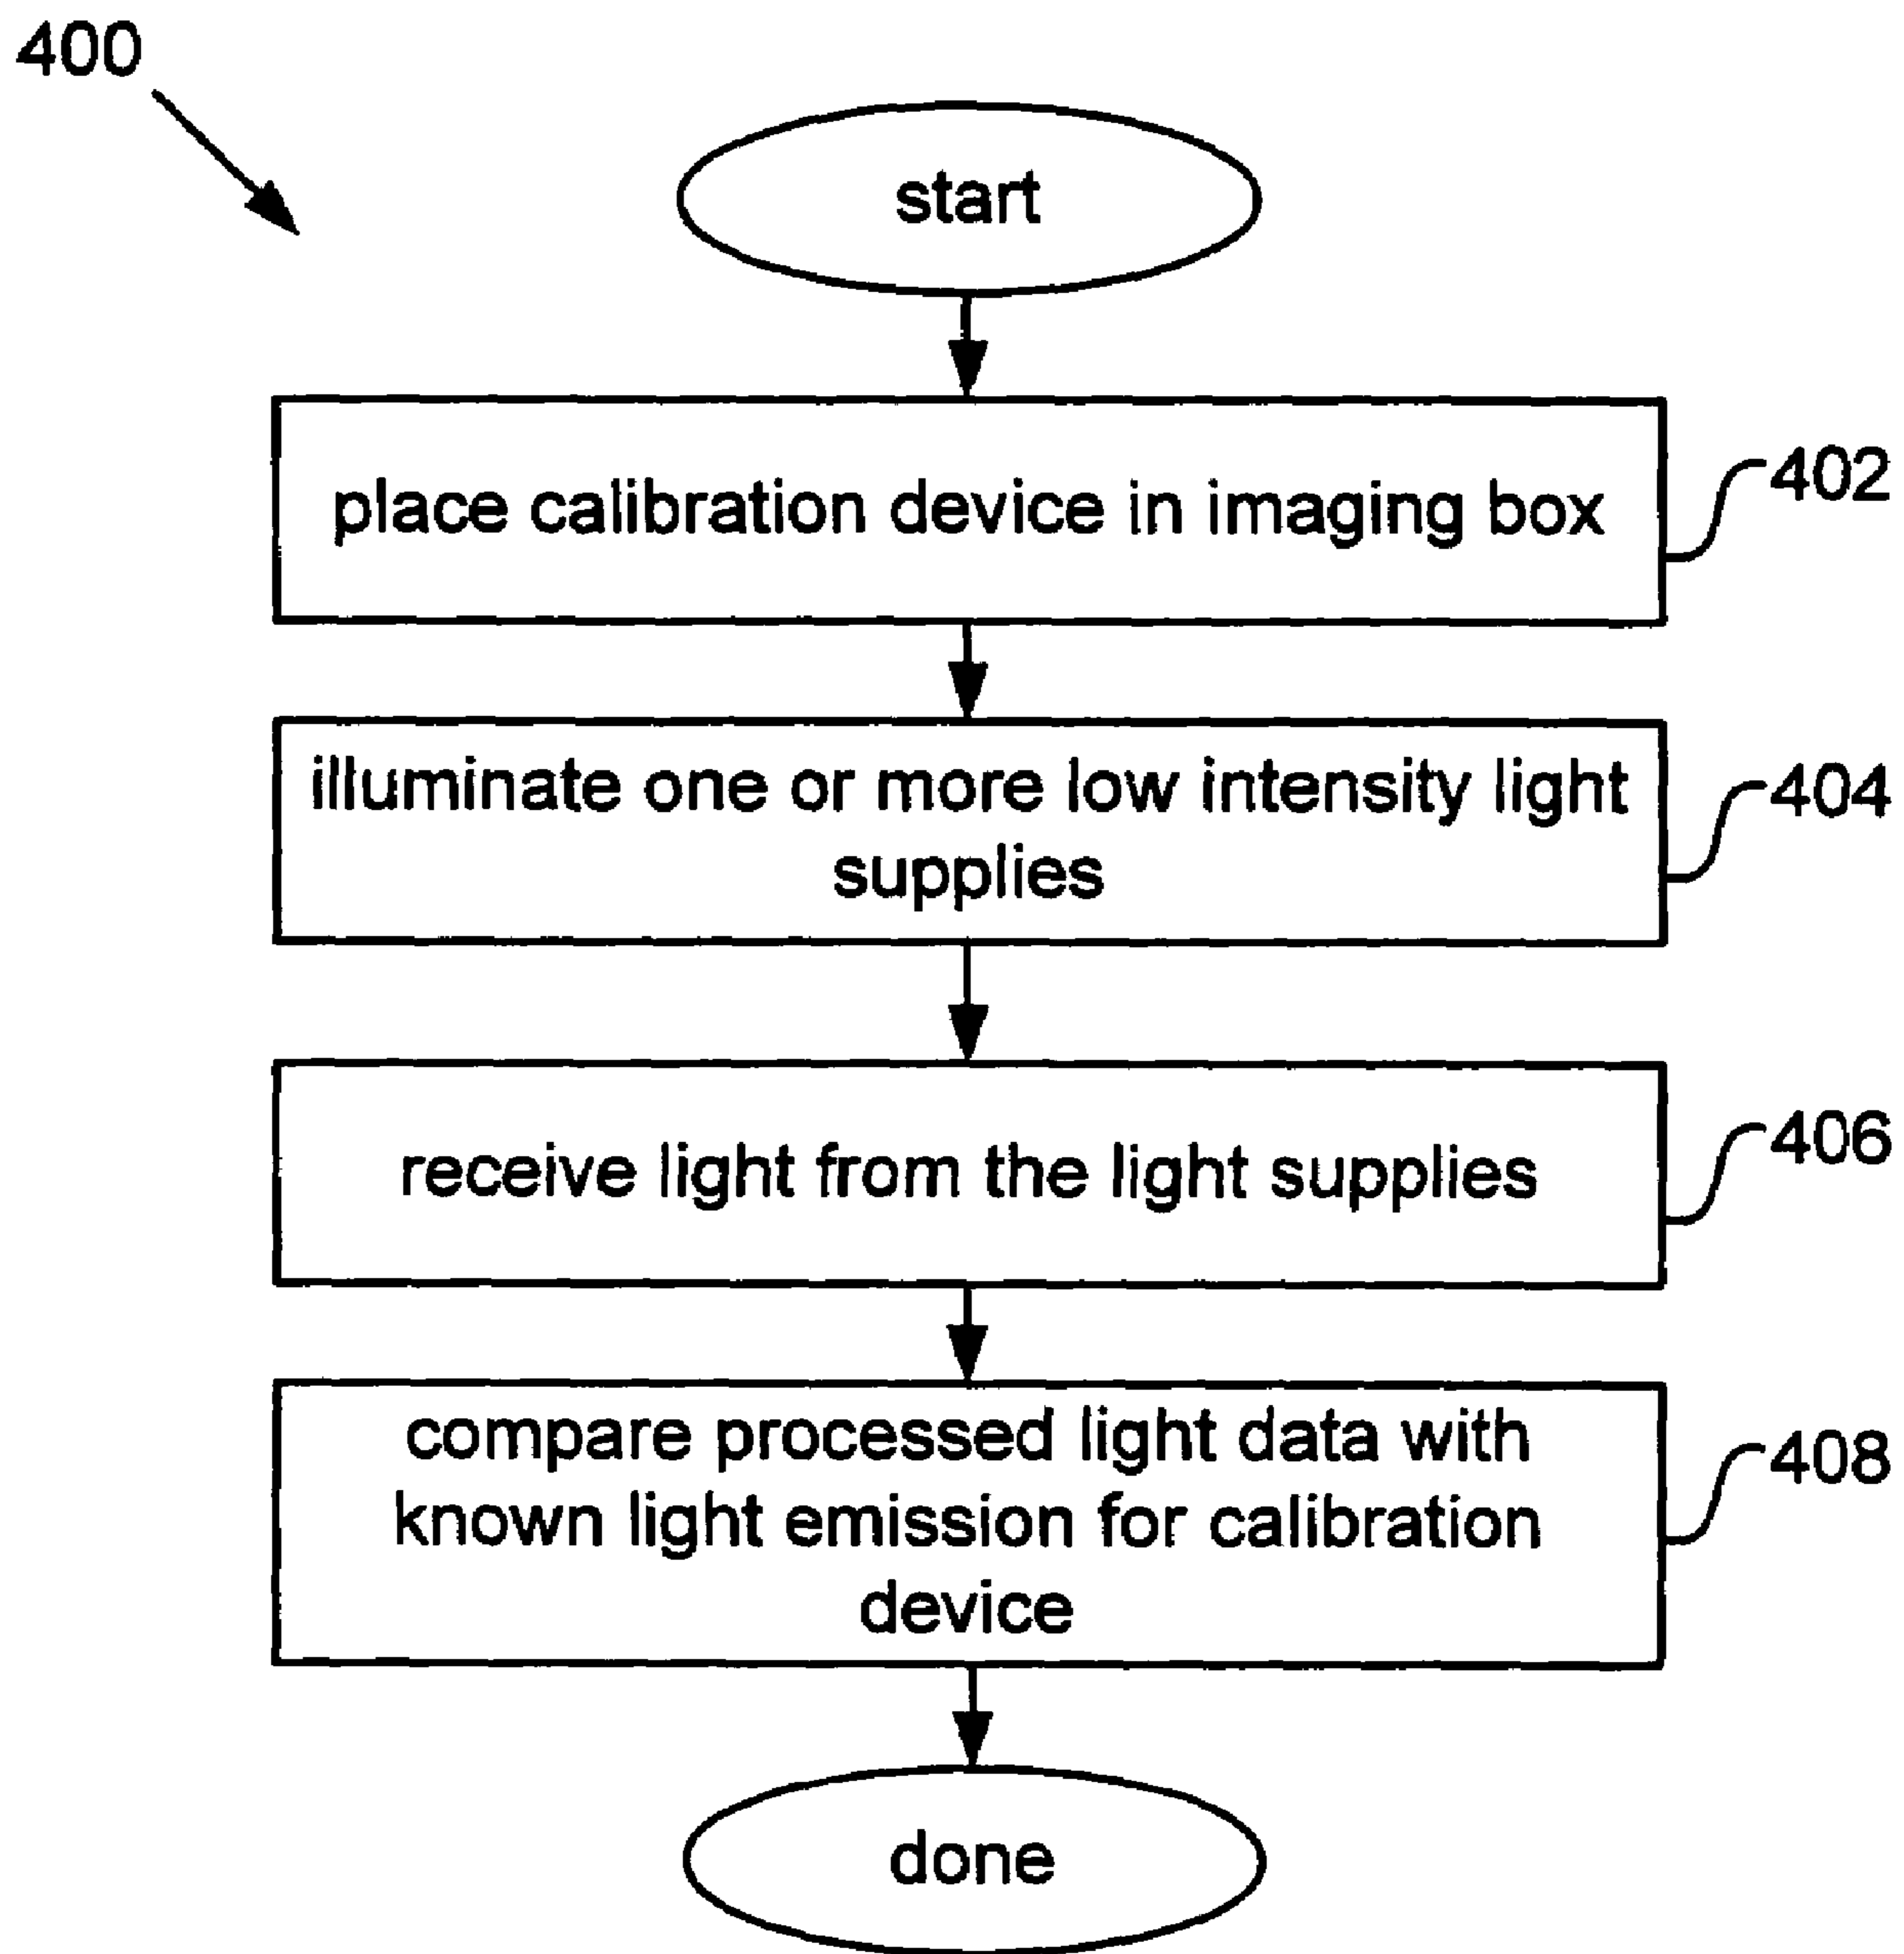 400
start
place calibration device in imaging box
402
illuminate one or more low intensity light
supplies
404
receive light from the light supplies
406
compare processed light data with
known light emission for calibration
device
408
done